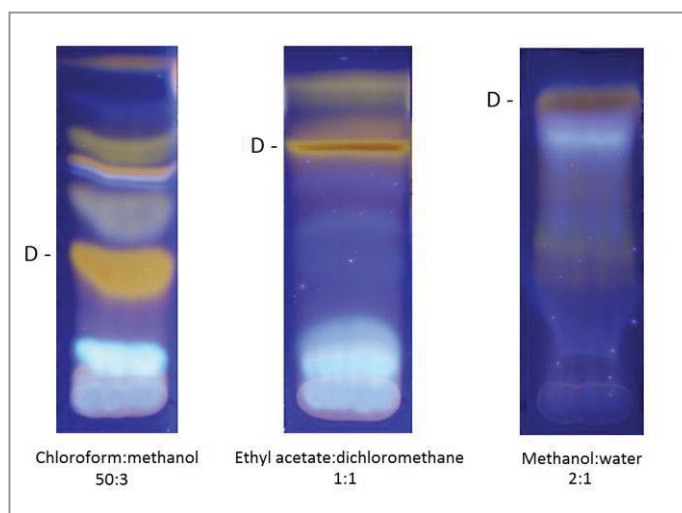 D -
D -
D -
Chloroform:methanol
50:3
Ethyl acetate:dichloromethane
1:1
Methanol:water
2:1